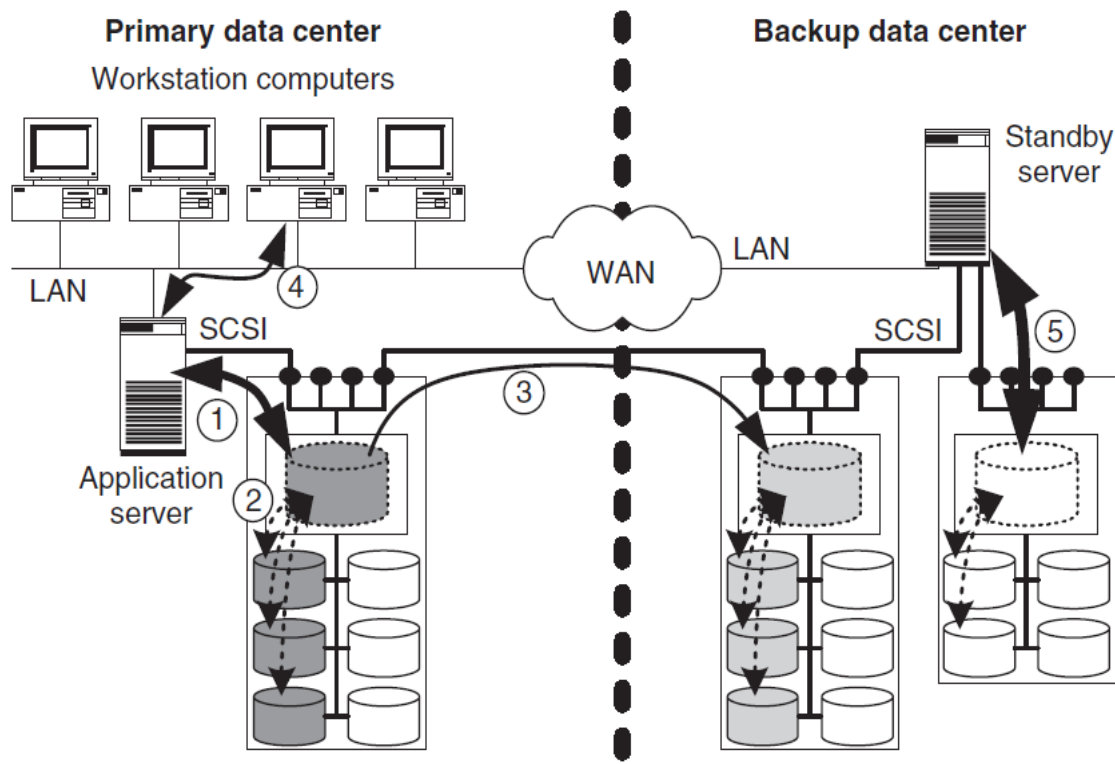 Primary data center
Backup data center
Workstation computers
Standby
server
LAN
WAN
LAN
4
SCSI
SCSI
5
3
1
Application
server
2